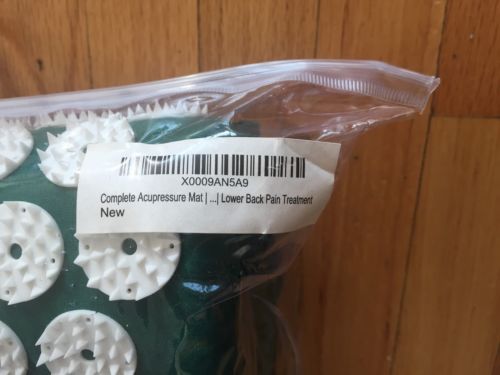 X0009AN5A9
Complete Acupressure Mat | ...| Lower Back Pain Treatment
New